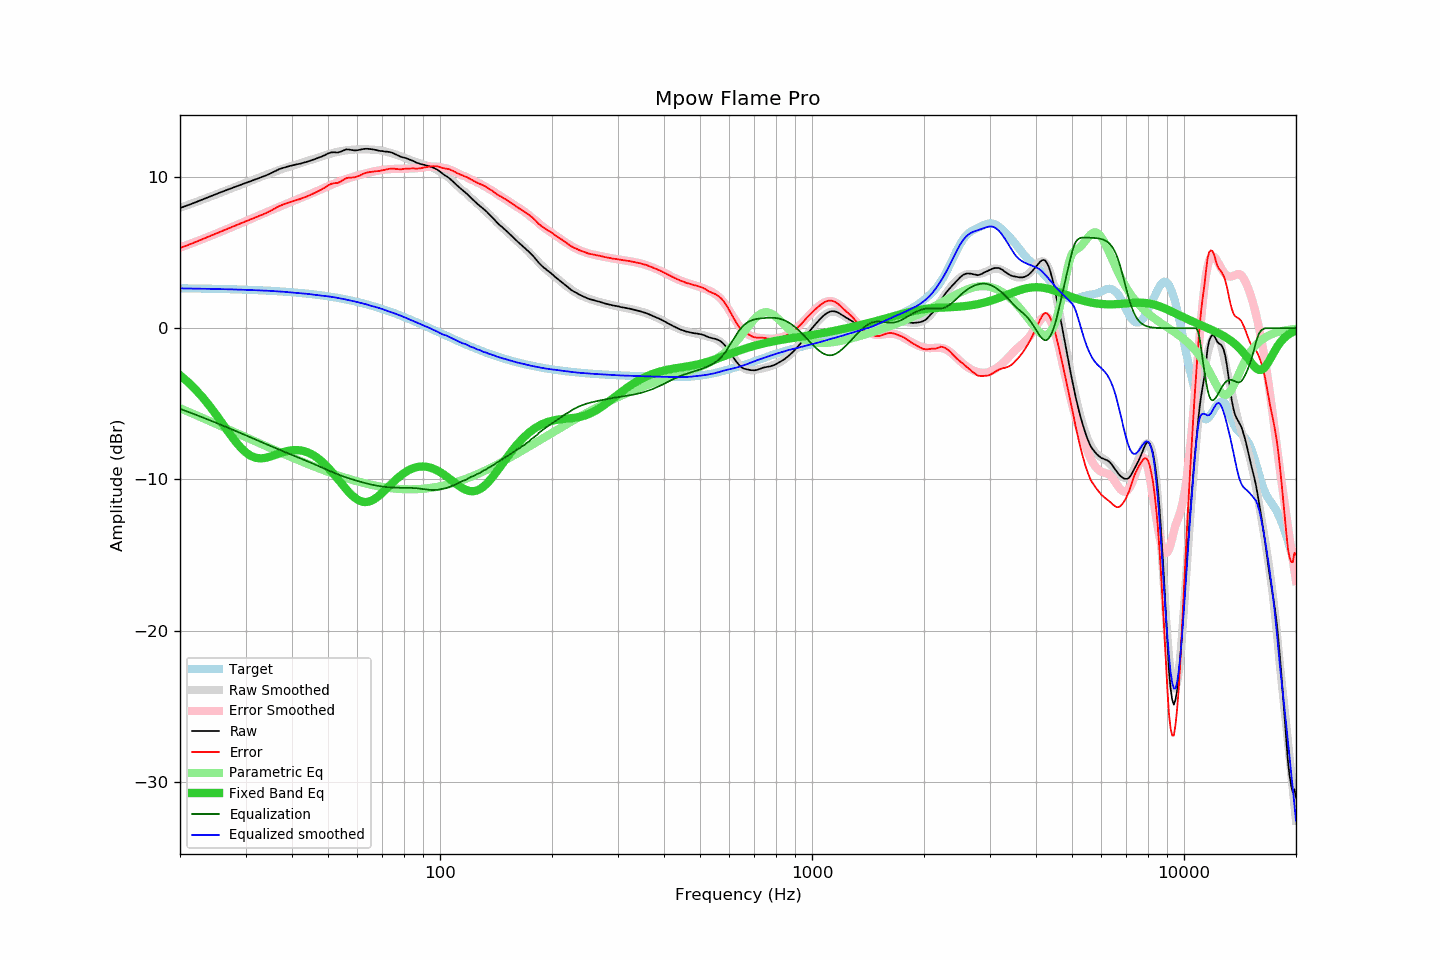 Mpow Flame Pro
10
0
−10
−20
−30
Amplitude (dBr)
Target
Raw Smoothed
Error Smoothed
Raw
Error
Parametric Eq
Fixed Band Eq
Equalization
Equalized smoothed
100
1000
10000
Frequency (Hz)